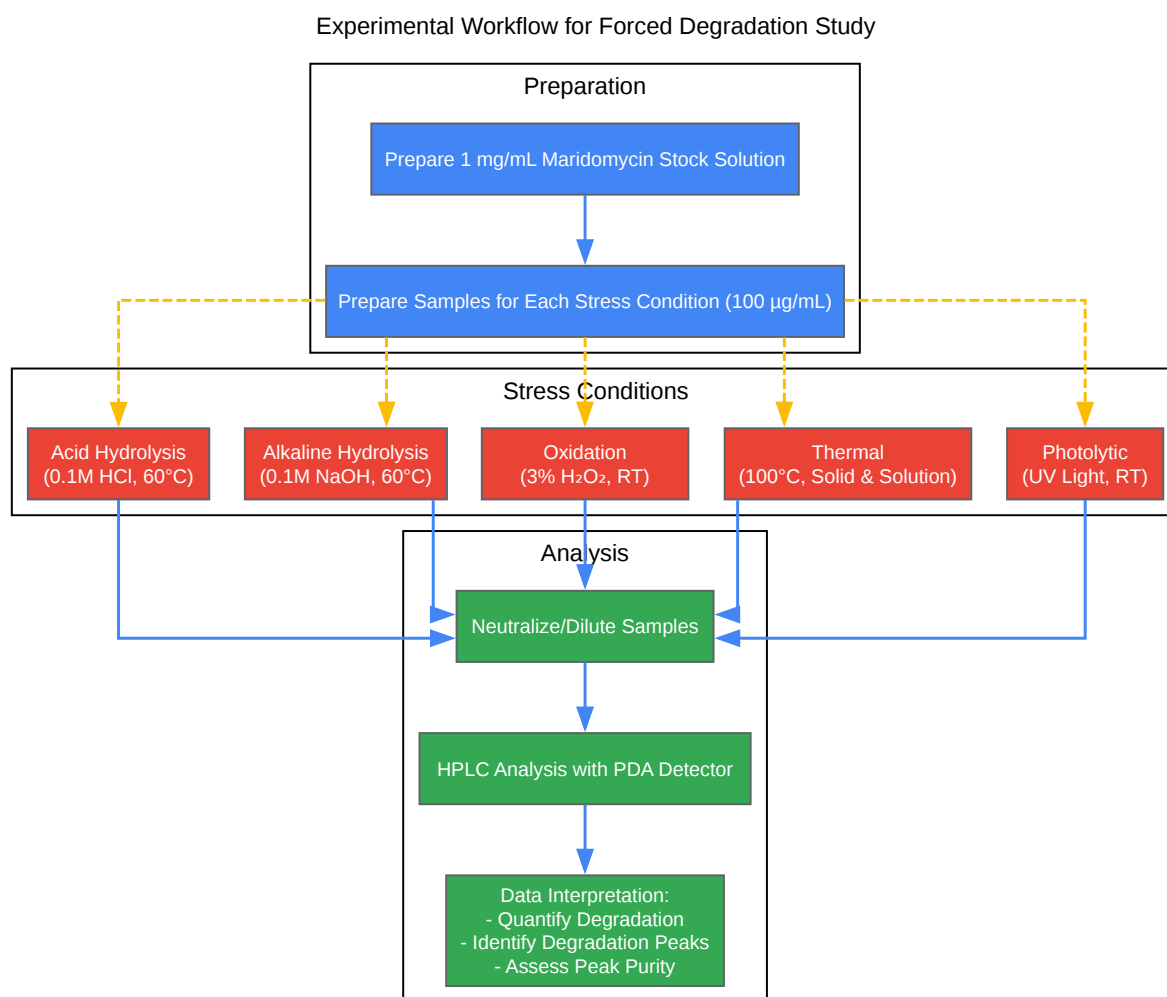 Experimental Workflow for Forced Degradation Study
Preparation
Prepare 1 mg/mL Maridomycin Stock Solution
Prepare Samples for Each Stress Condition (100 µg/mL)
Stress Conditions
Acid Hydrolysis
(0.1M HCl, 60°C)
Alkaline Hydrolysis
(0.1M NaOH, 60°C)
Oxidation
(3% H₂O₂, RT)
Thermal
(100°C, Solid & Solution)
Photolytic
(UV Light, RT)
Analysis
Neutralize/Dilute Samples
HPLC Analysis with PDA Detector
Data Interpretation:
- Quantify Degradation
- Identify Degradation Peaks
- Assess Peak Purity